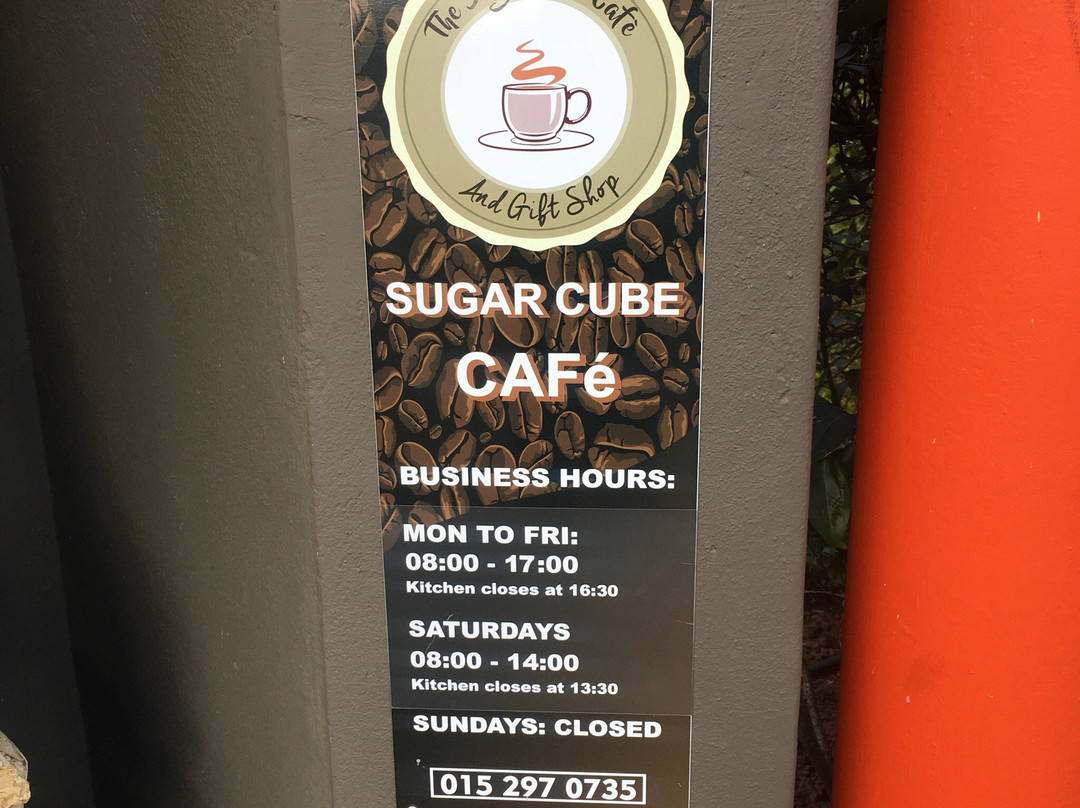 The Café
And Gift Shop
SUGAR CUBE
CAFé
BUSINESS HOURS:
MON TO FRI:
08:00 - 17:00
Kitchen closes at 16:30
SATURDAYS
08:00 - 14:00
Kitchen closes at 13:30
SUNDAYS: CLOSED
015 297 0735